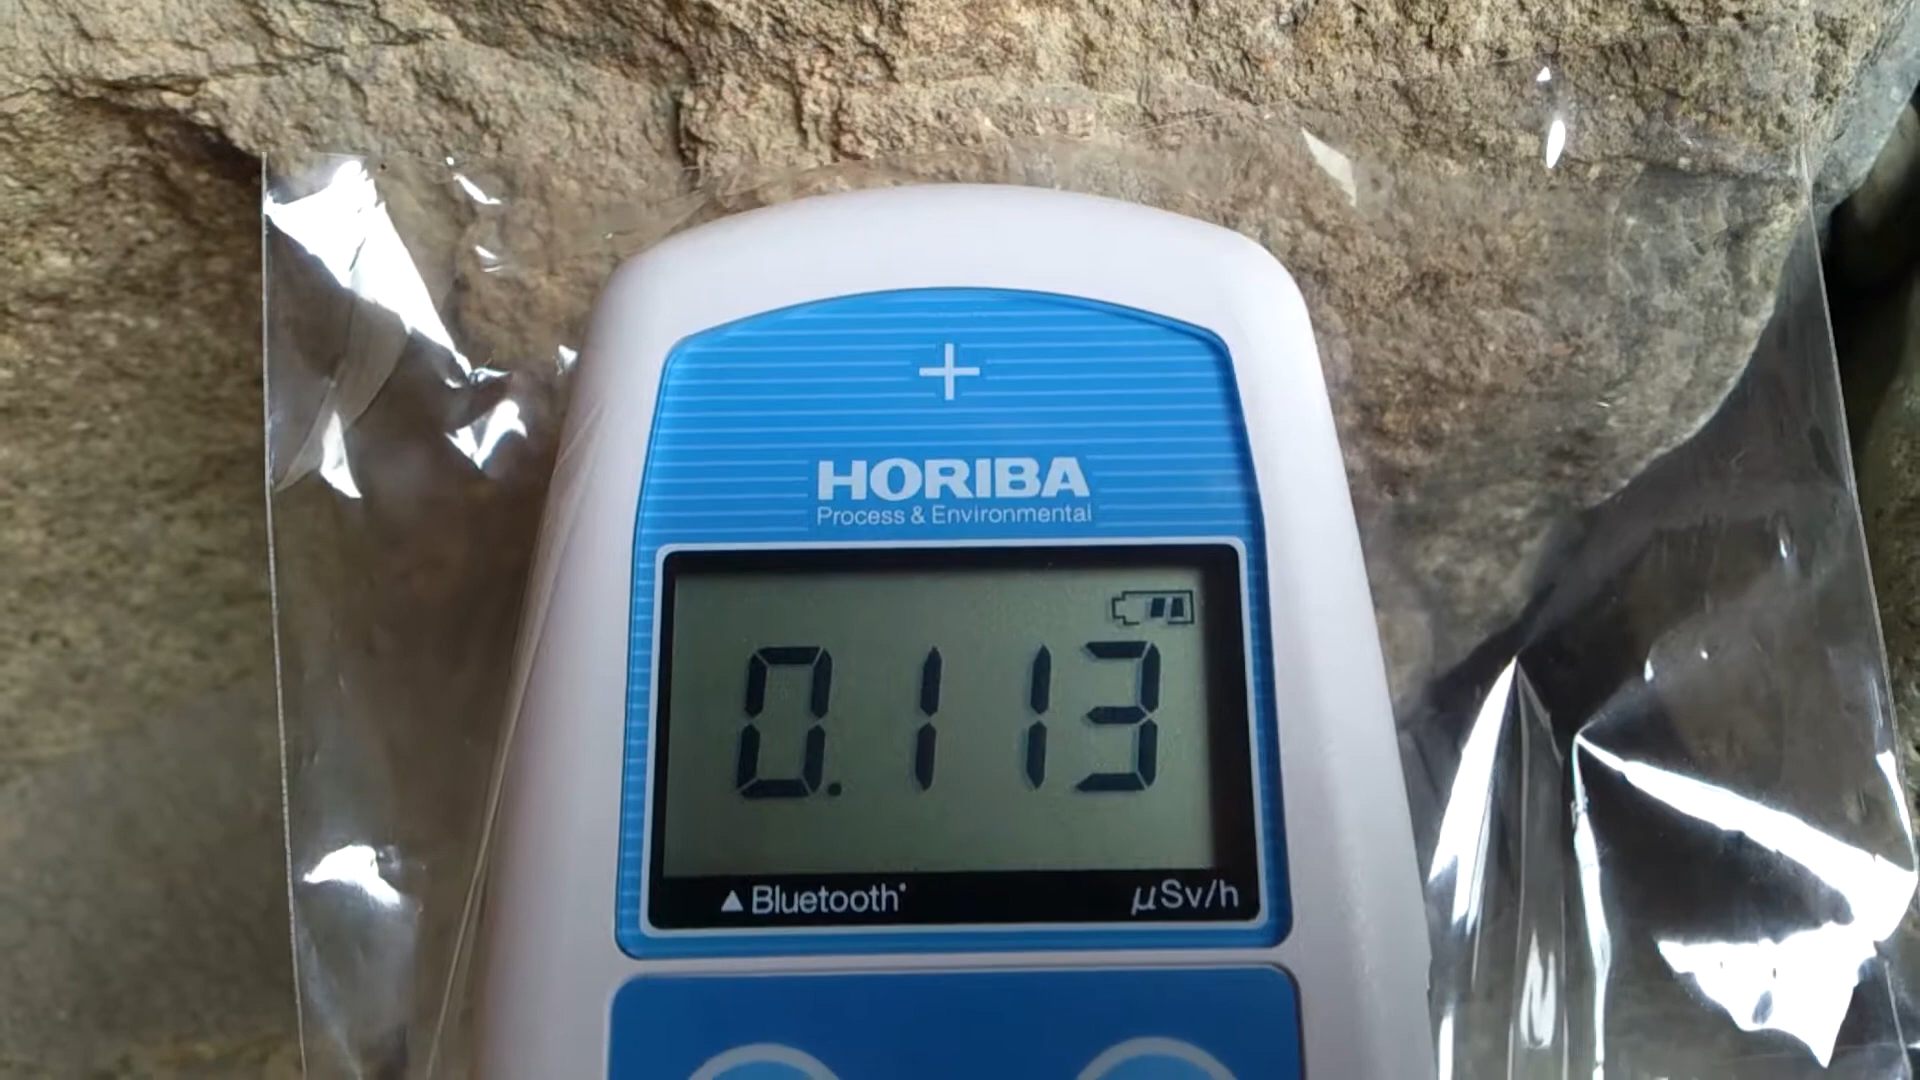 HORIBA
Process & Environmental
0.113
▲Bluetooth®
μSv/h